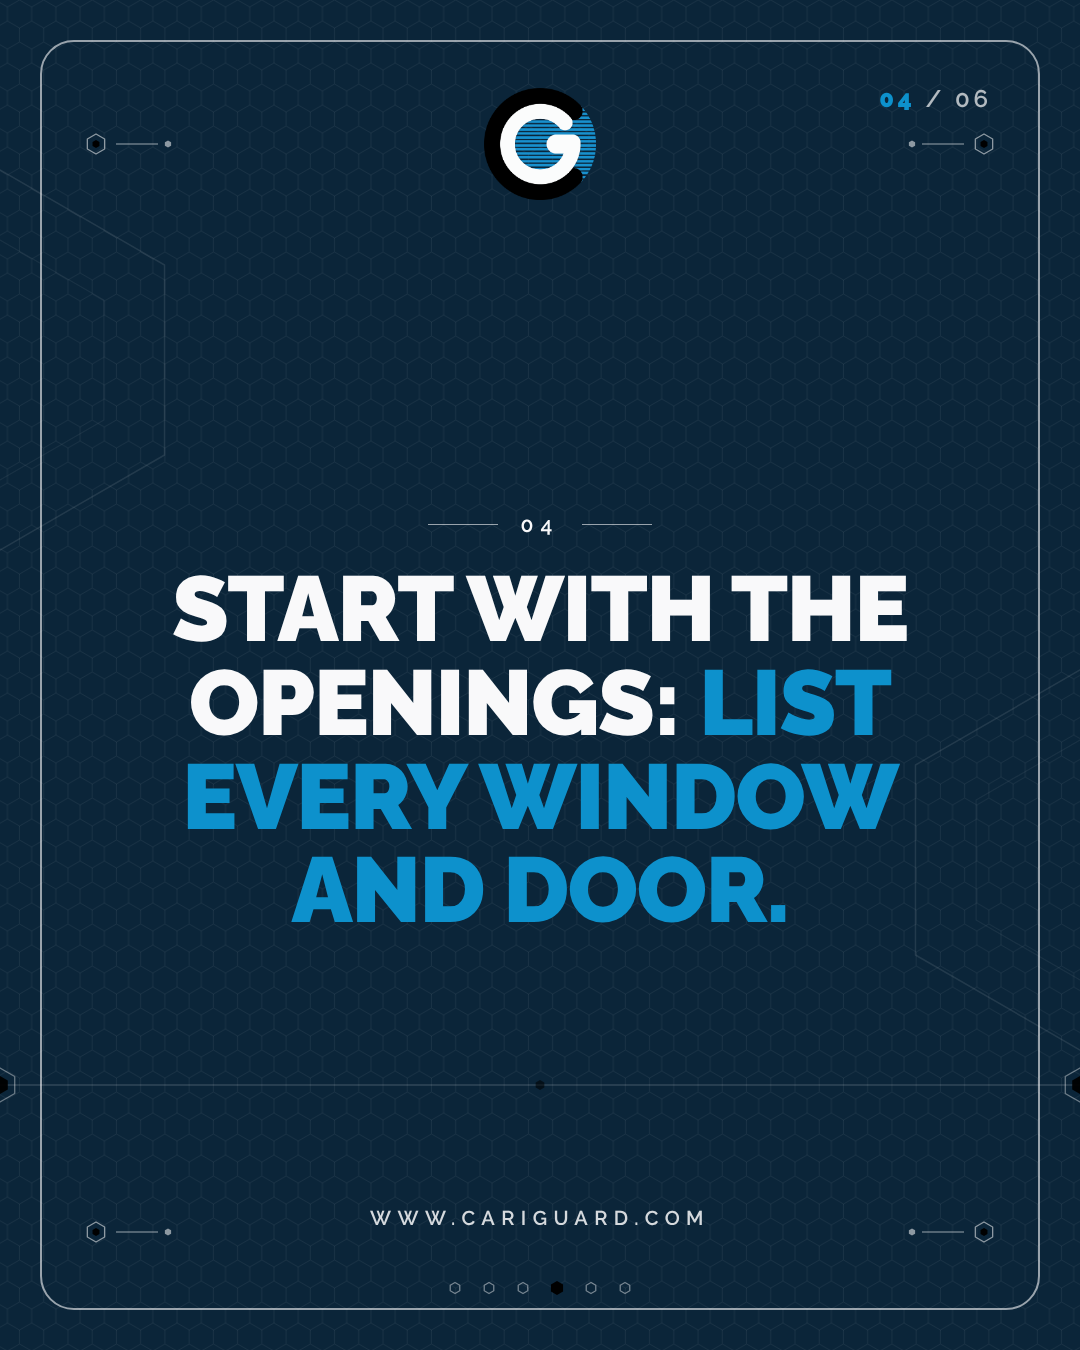 04 / 06
04
START WITH THE
OPENINGS: LIST
EVERY WINDOW
AND DOOR.
WWW.CARIGUARD.COM